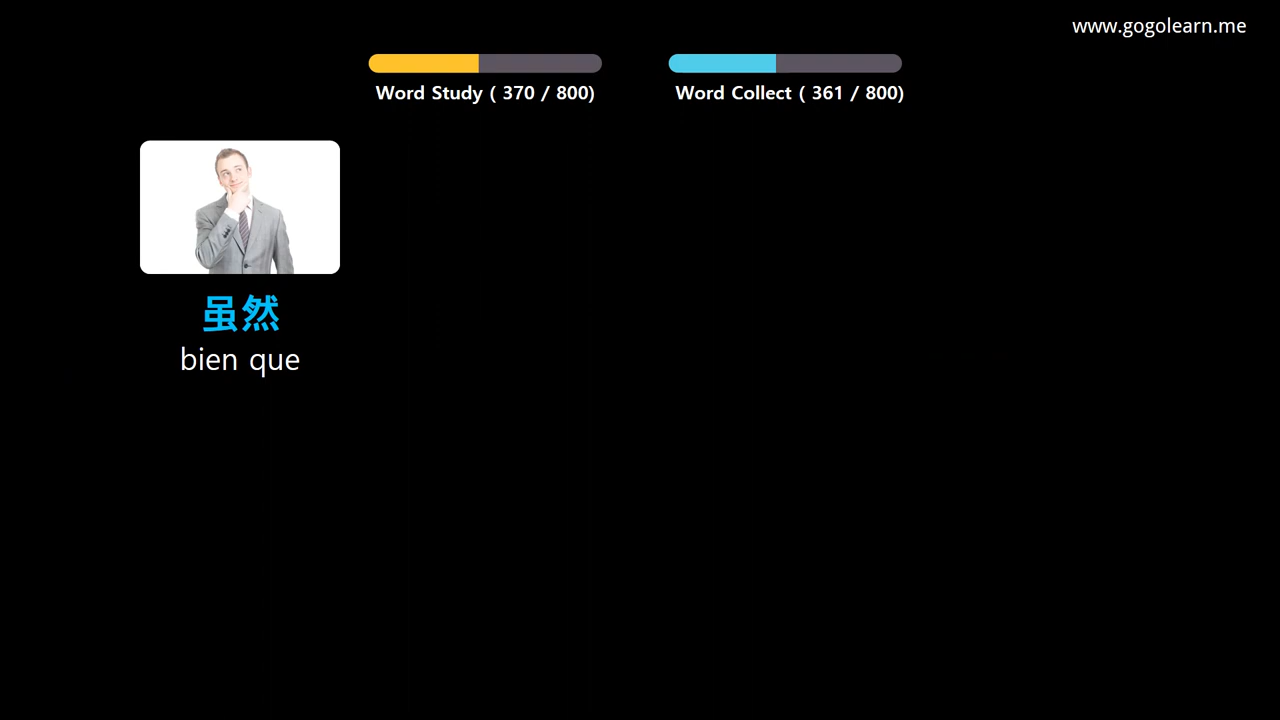 www.gogolearn.me
Word Study ( 370 / 800)
Word Collect ( 361 / 800)
虽然
bien que